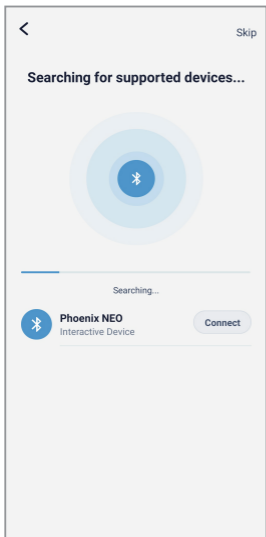 Skip
Searching for supported devices...
Searching...
Phoenix NEO
Interactive Device
Connect